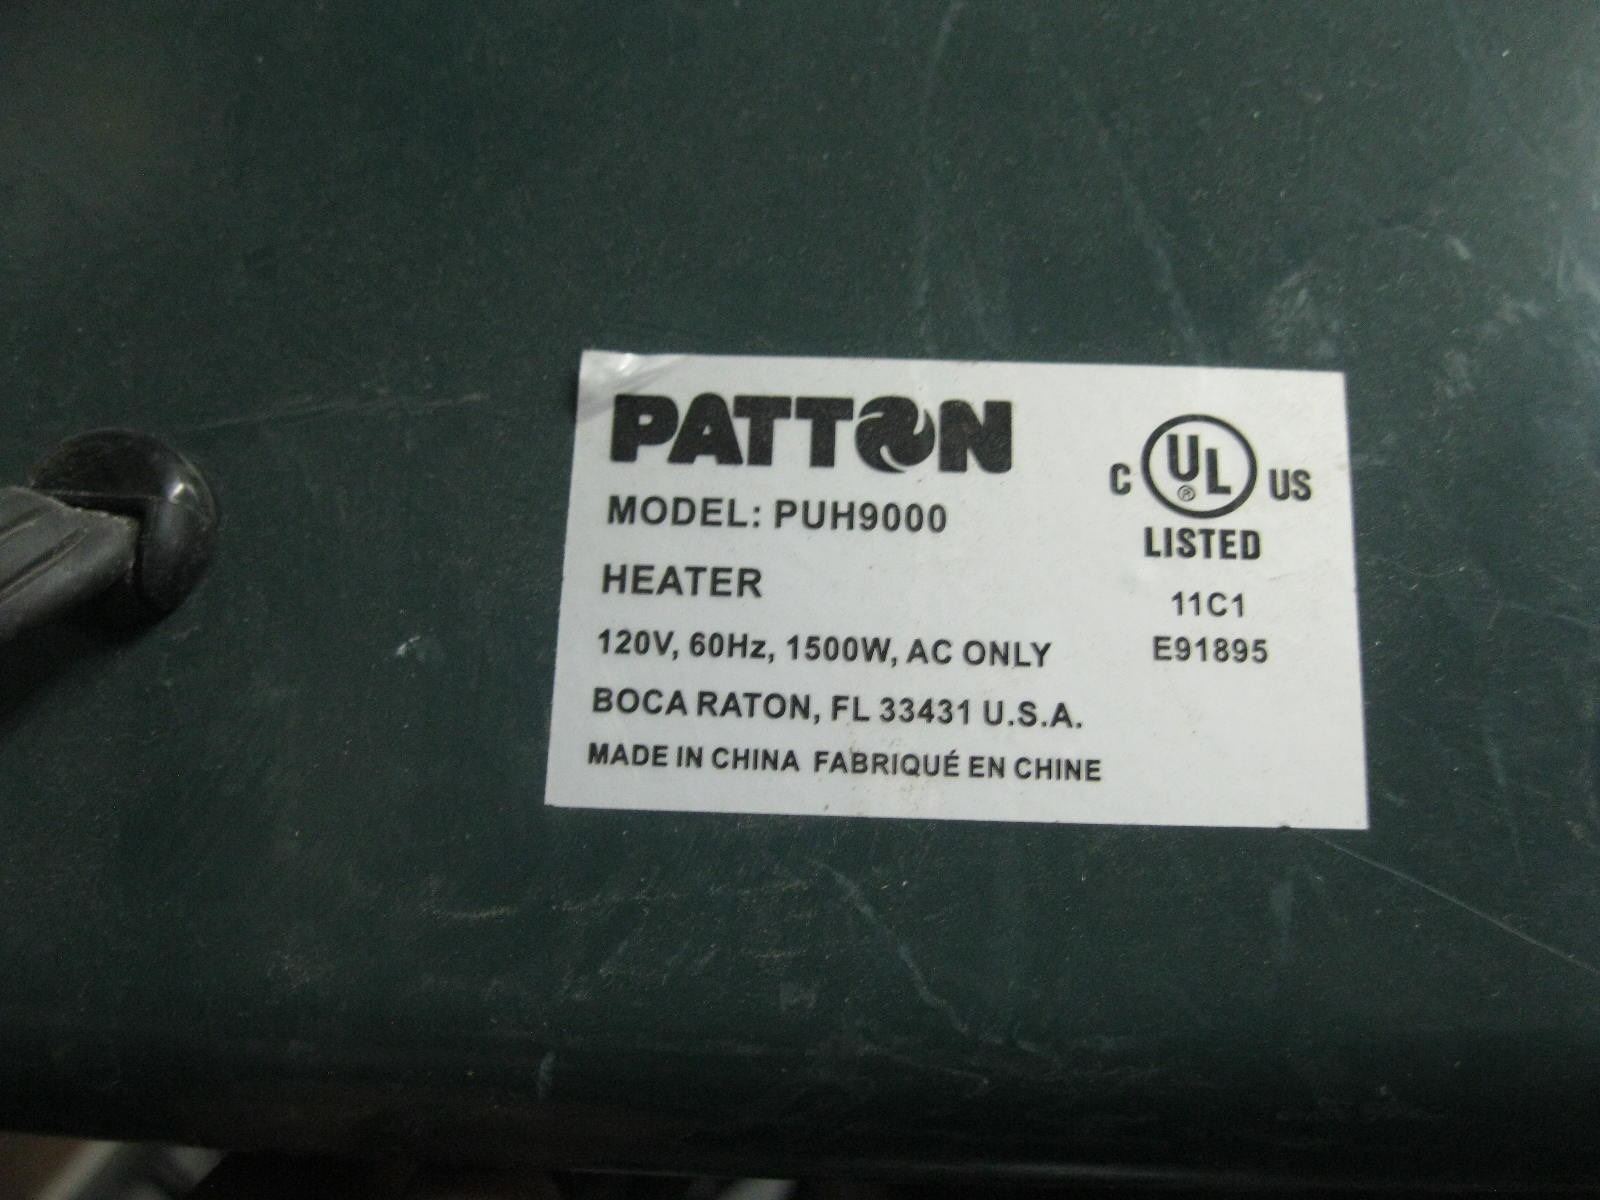 PATTON
MODEL: PUH9000
HEATER
120V, 60Hz, 1500W, AC ONLY
BOCA RATON, FL 33431 U.S.A.
MADE IN CHINA FABRIQUÉ EN CHINE
C UL® US
LISTED
11C1
E91895